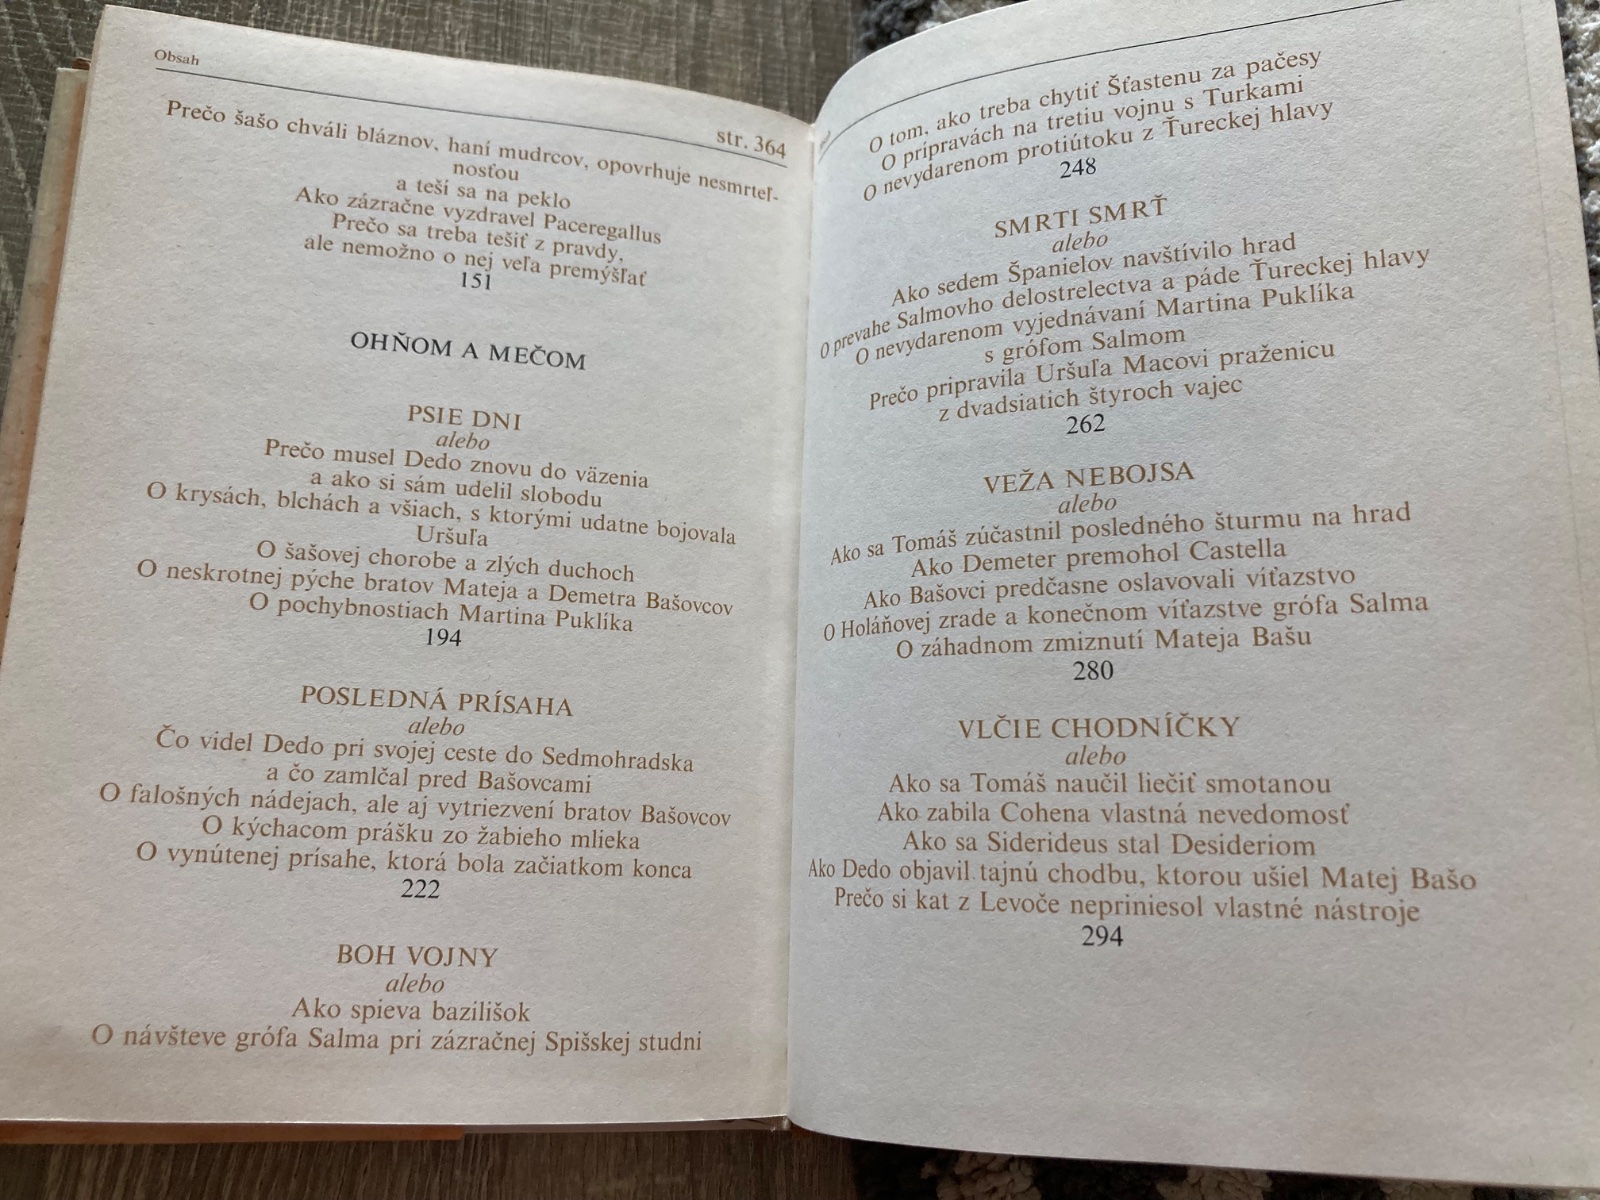 Obsah
str. 364
Prečo šašo chváli bláznov, haní mudrcov, opovrhuje nesmrteľ-
nosťou
a teší sa na peklo
Ako zázračne vyzdravel Paceregallus
Prečo sa treba tešiť z pravdy,
ale nemožno o nej veľa premýšľať
151
OHŇOM A MEČOM
PSIE DNI
alebo
Prečo musel Dedo znovu do väzenia
a ako si sám udelil slobodu
O krysách, blchách a všiach, s ktorými udatne bojovala
Uršuľa
O šašovej chorobe a zlých duchoch
O neskrotnej pýche bratov Mateja a Demetra Bašovcov
O pochybnostiach Martina Puklíka
194
POSLEDNÁ PRÍSAHA
alebo
Čo videl Dedo pri svojej ceste do Sedmohradska
a čo zamlčal pred Bašovcami
O falošných nádejach, ale aj vytriezvení bratov Bašovcov
O kýchacom prášku zo žabieho mlieka
O vynútenej prísahe, ktorá bola začiatkom konca
222
BOH VOJNY
alebo
Ako spieva bazilišok
O návšteve grófa Salma pri zázračnej Spišskej studni
O tom, ako treba chytiť Šťastenu za pačesy
O prípravách na tretiu vojnu s Turkami
O nevydarenom protiútoku z Ťureckej hlavy
248
SMRTI SMRŤ
alebo
Ako sedem Španielov navštívilo hrad
O prevahe Salmovho delostrelectva a páde Ťureckej hlavy
O nevydarenom vyjednávaní Martina Puklíka
s grófom Salmom
Prečo pripravila Uršuľa Macovi praženicu
z dvadsiatich štyroch vajec
262
VEŽA NEBOJSA
alebo
Ako sa Tomáš zúčastnil posledného šturmu na hrad
Ako Demeter premohol Castella
Ako Bašovci predčasne oslavovali víťazstvo
O Holáňovej zrade a konečnom víťazstve grófa Salma
O záhadnom zmiznutí Mateja Bašu
280
VLČIE CHODNÍČKY
alebo
Ako sa Tomáš naučil liečiť smotanou
Ako zabila Cohena vlastná nevedomosť
Ako sa Siderideus stal Desideriom
Ako Dedo objavil tajnú chodbu, ktorou ušiel Matej Bašo
Prečo si kat z Levoče nepriniesol vlastné nástroje
294